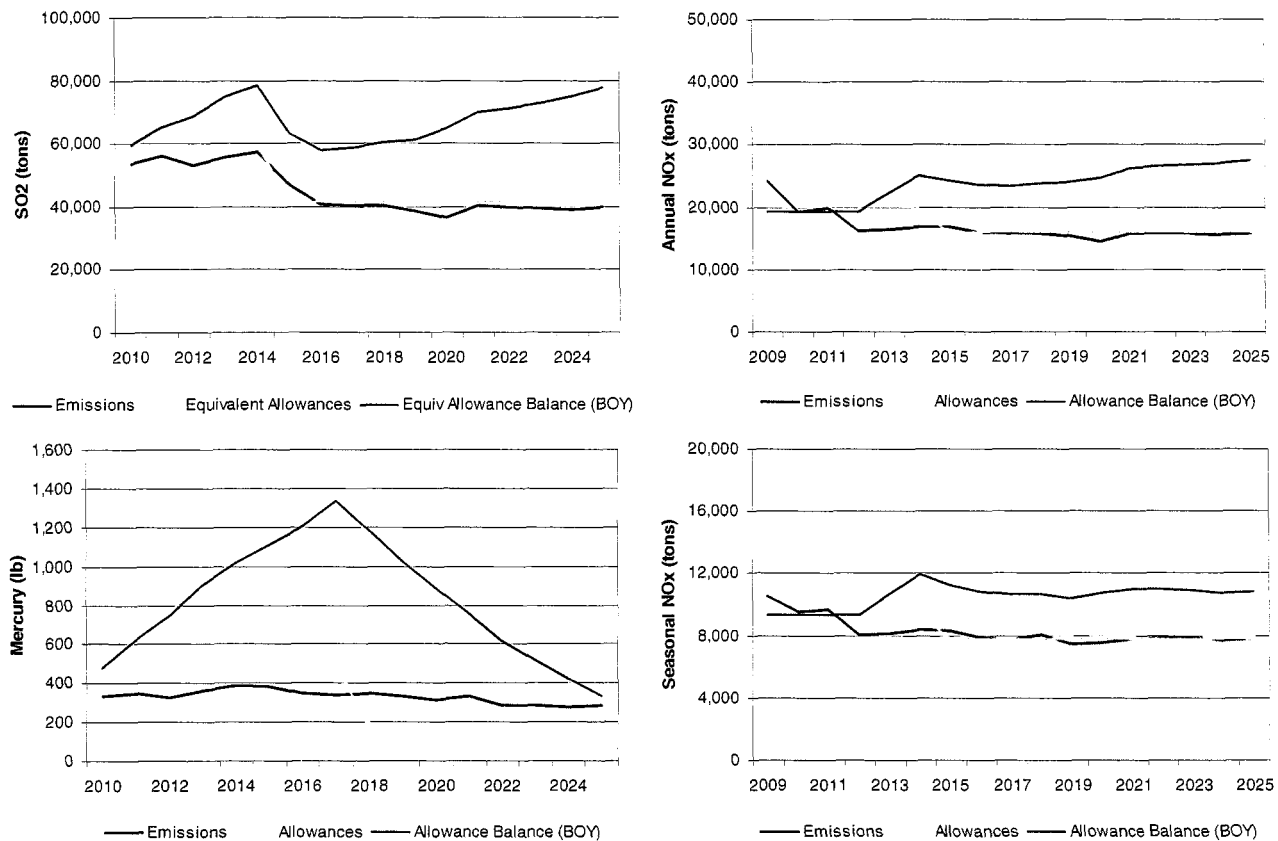 SO2 (tons)
100,000
80,000
60,000
40,000
20,000
0
2010 2012 2014 2016 2018 2020 2022 2024
Emissions Equivalent Allowances Equiv Allowance Balance (BOY)
Annual NOx (tons)
50,000
40,000
30,000
20,000
10,000
0
2009 2011 2013 2015 2017 2019 2021 2023 2025
Emissions Allowances Allowance Balance (BOY)
Mercury (lb)
1,600
1,400
1,200
1,000
800
600
400
200
0
2010 2012 2014 2016 2018 2020 2022 2024
Emissions Allowances Allowance Balance (BOY)
Seasonal NOx (tons)
20,000
16,000
12,000
8,000
4,000
0
2009 2011 2013 2015 2017 2019 2021 2023 2025
Emissions Allowances Allowance Balance (BOY)